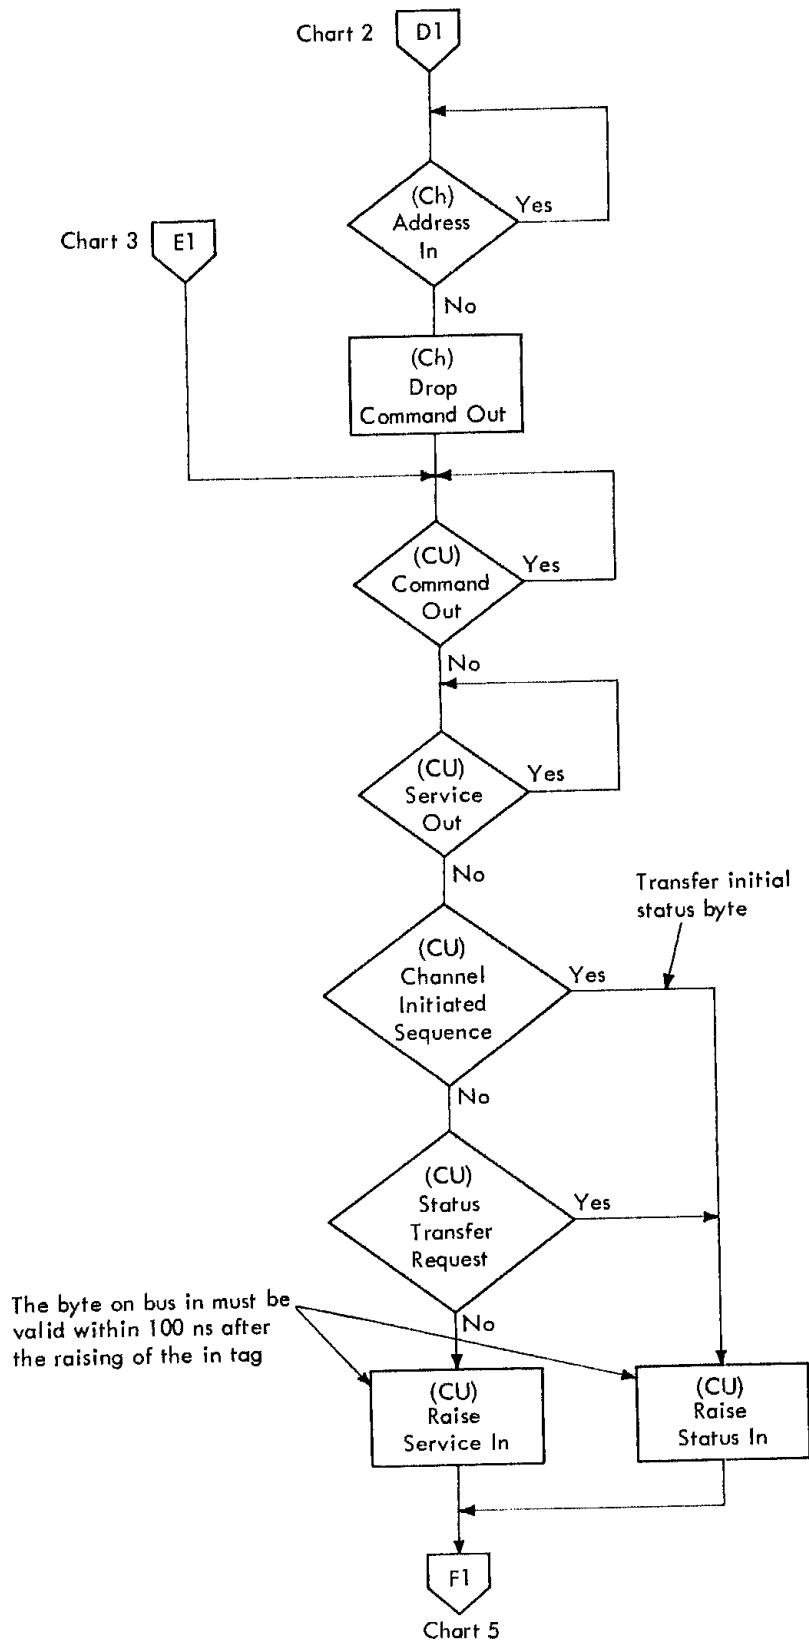 Chart 2
D1
(Ch)
Address
In
Yes
Chart 3
E1
No
(Ch)
Drop
Command Out
(CU)
Command
Out
Yes
No
(CU)
Service
Out
Yes
No
Transfer initial
status byte
(CU)
Channel
Initiated
Sequence
Yes
No
(CU)
Status
Transfer
Request
Yes
The byte on bus in must be
valid within 100 ns after
the raising of the in tag
No
(CU)
Raise
Service In
(CU)
Raise
Status In
F1
Chart 5